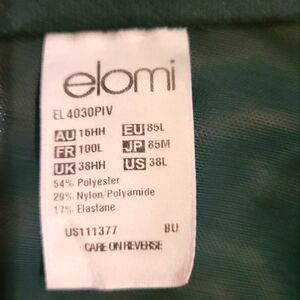 elomi
EL4030PIV
AU 16HH EU 85L
FR 100L JP 85M
UK 38HH US 38L
54% Polyester
29% Nylon/Polyamide
17% Elastane
US111377 BU
CARE ON REVERSE